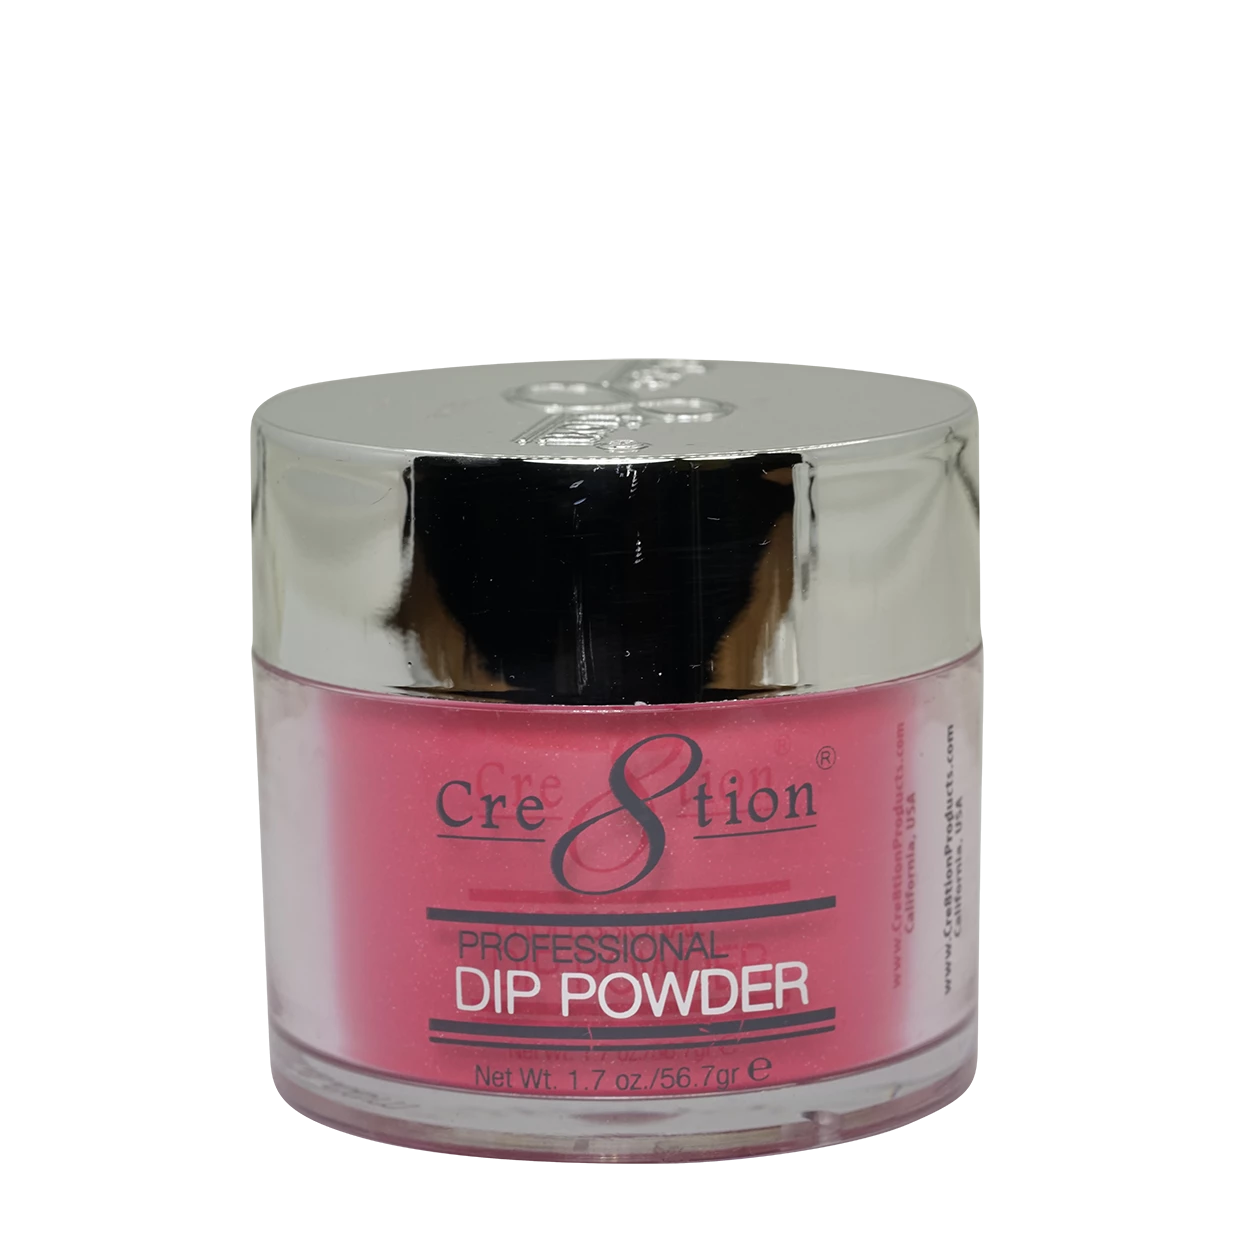 Cre8tion®
PROFESSIONAL
DIP POWDER
Net Wt. 1.7 oz./56.7gr ℮
www.Cre8tionProducts.com
California, USA